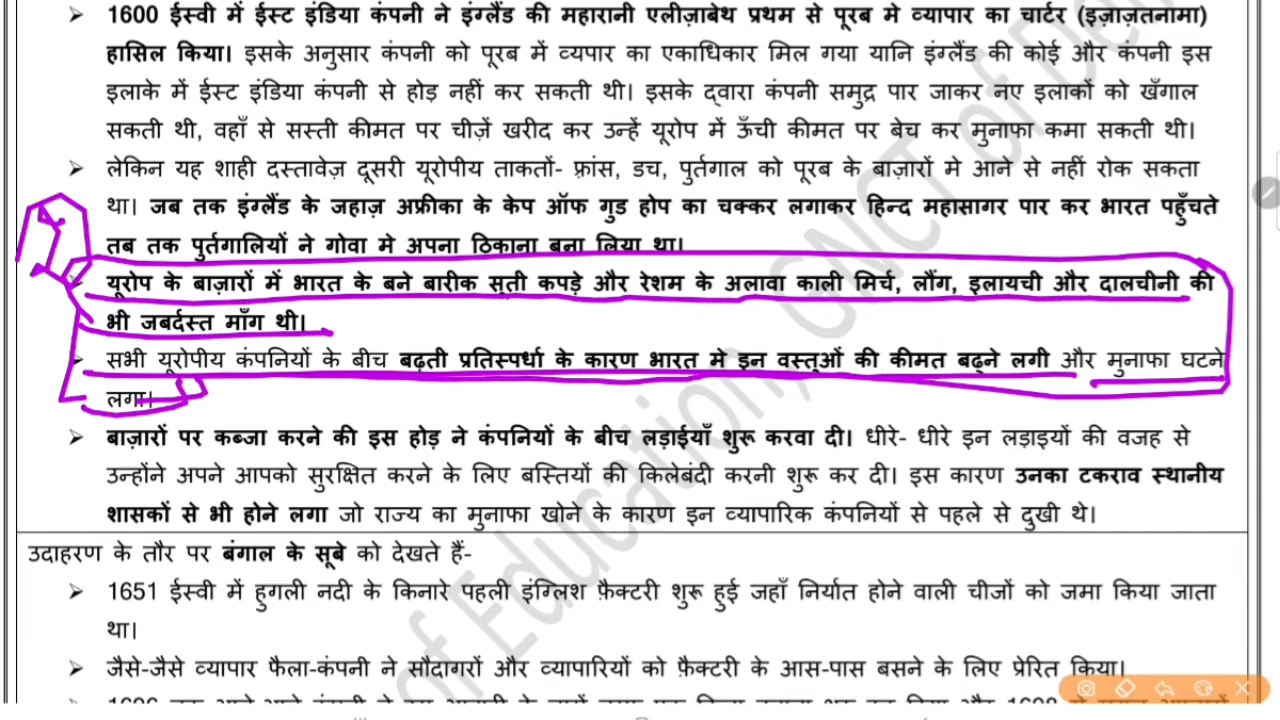 ➢ 1600 ईस्वी में ईस्ट इंडिया कंपनी ने इंग्लैंड की महारानी एलीज़ाबेथ प्रथम से पूरब मे व्यापार का चार्टर (इज़ाज़तनामा)
हासिल किया। इसके अनुसार कंपनी को पूरब में व्यपार का एकाधिकार मिल गया यानि इंग्लैंड की कोई और कंपनी इस
इलाके में ईस्ट इंडिया कंपनी से होड़ नहीं कर सकती थी। इसके द्वारा कंपनी समुद्र पार जाकर नए इलाकों को खँगाल
सकती थी, वहाँ से सस्ती कीमत पर चीज़ें खरीद कर उन्हें यूरोप में ऊँची कीमत पर बेच कर मुनाफा कमा सकती थी।
➢ लेकिन यह शाही दस्तावेज़ दूसरी यूरोपीय ताकतों- फ्रांस, डच, पुर्तगाल को पूरब के बाज़ारों मे आने से नहीं रोक सकता
था। जब तक इंग्लैंड के जहाज़ अफ्रीका के केप ऑफ गुड होप का चक्कर लगाकर हिन्द महासागर पार कर भारत पहुँचते
तब तक पुर्तगालियों ने गोवा मे अपना ठिकाना बना लिया था।
➢ यूरोप के बाज़ारों में भारत के बने बारीक सूती कपड़े और रेशम के अलावा काली मिर्च, लौंग, इलायची और दालचीनी की
भी जबर्दस्त माँग थी।
➢ सभी यूरोपीय कंपनियों के बीच बढ़ती प्रतिस्पर्धा के कारण भारत मे इन वस्तुओं की कीमत बढ़ने लगी और मुनाफा घटने
लगा।
➢ बाज़ारों पर कब्जा करने की इस होड़ ने कंपनियों के बीच लड़ाईयाँ शुरू करवा दी। धीरे- धीरे इन लड़ाइयों की वजह से
उन्होंने अपने आपको सुरक्षित करने के लिए बस्तियों की किलेबंदी करनी शुरू कर दी। इस कारण उनका टकराव स्थानीय
शासकों से भी होने लगा जो राज्य का मुनाफा खोने के कारण इन व्यापारिक कंपनियों से पहले से दुखी थे।
उदाहरण के तौर पर बंगाल के सूबे को देखते हैं-
➢ 1651 ईस्वी में हुगली नदी के किनारे पहली इंग्लिश फ़ैक्टरी शुरू हुई जहाँ निर्यात होने वाली चीजों को जमा किया जाता
था।
➢ जैसे-जैसे व्यापार फैला-कंपनी ने सौदागरों और व्यापारियों को फ़ैक्टरी के आस-पास बसने के लिए प्रेरित किया।
of Education, GNCT of De